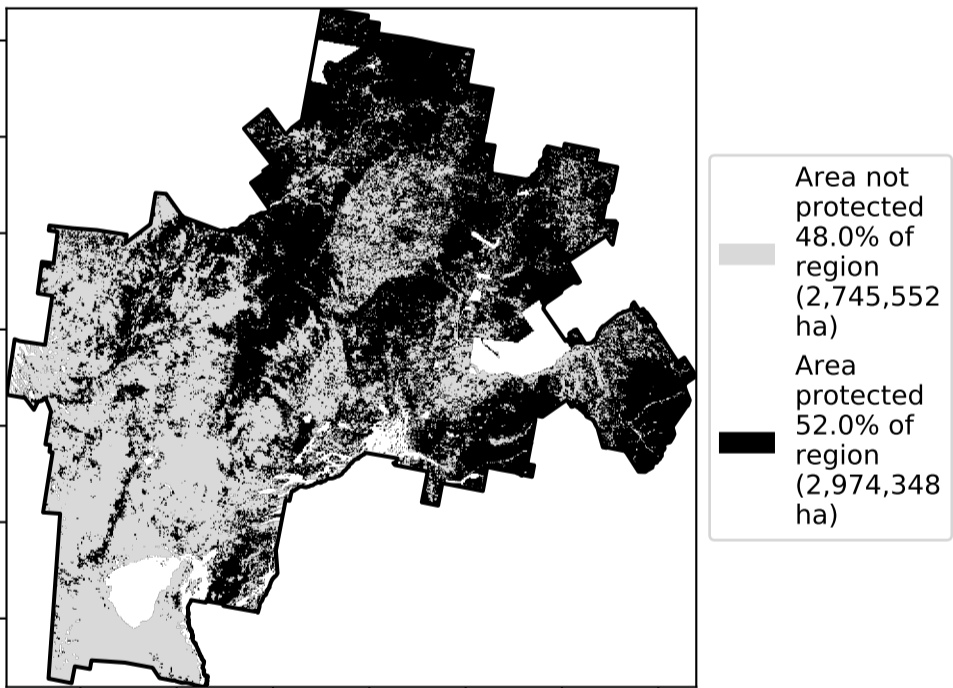 Area not
protected
48.0% of
region
(2,745,552
ha)
Area
protected
52.0% of
region
(2,974,348
ha)